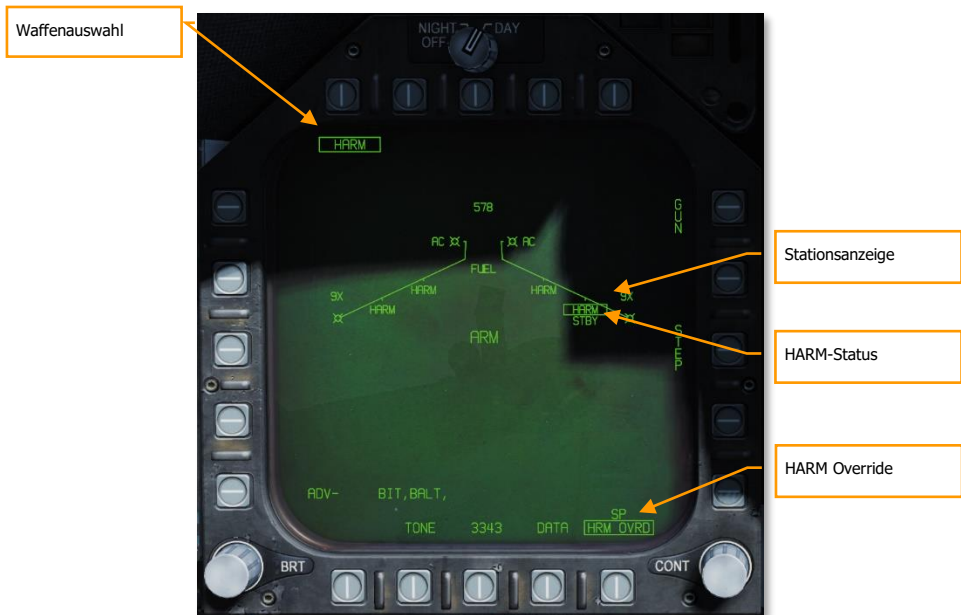 Waffenauswahl
NIGHT DAY
OFF
HARM
578
GUN
AC AC
FUEL
Stationsanzeige
HARM HARM
9X 9X
HARM HARM
STBY
ARM
STEP
HARM-Status
HARM Override
ADV- BIT,BALT,
SP
TONE 3343 DATA HRM OVRD
BRT CONT